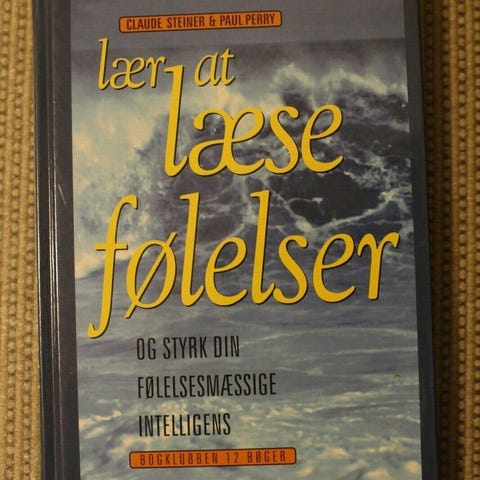 CLAUDE STEINER & PAUL PERRY
lær at
læse
følelser
OG STYRK DIN
FØLELSESMÆSSIGE
INTELLIGENS
BOGKLUBBEN 12 BØGER